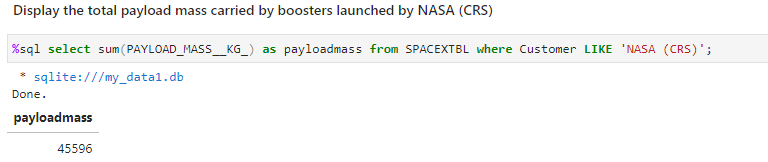 Display the total payload mass carried by boosters launched by NASA (CRS)
%sql select sum(PAYLOAD_MASS__KG_) as payloadmass from SPACEXTBL where Customer LIKE 'NASA (CRS)';
* sqlite:///my_data1.db
Done.
payloadmass
45596